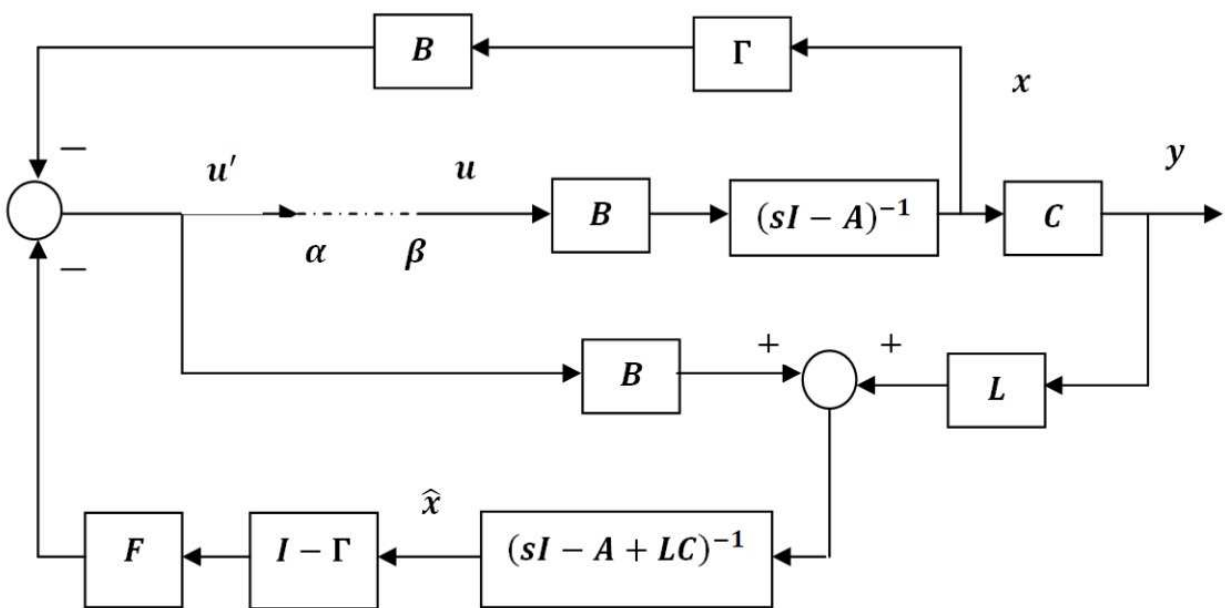 B
Γ
x
−
u′
u
y
B
(sI − A)⁻¹
C
α
β
−
B
+
+
L
x̂
F
I − Γ
(sI − A + LC)⁻¹